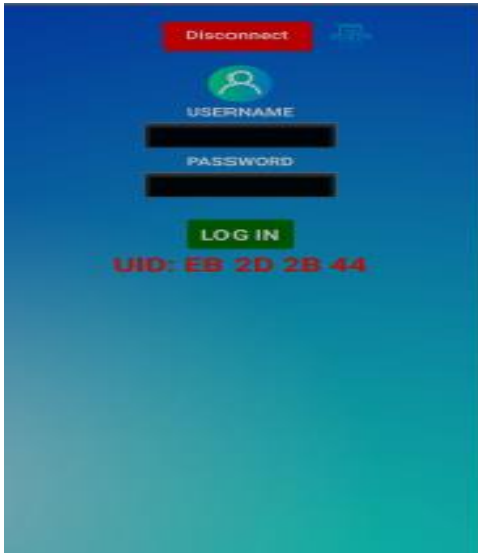 Disconnect
USERNAME
PASSWORD
LOG IN
UID: EB 2D 2B 44